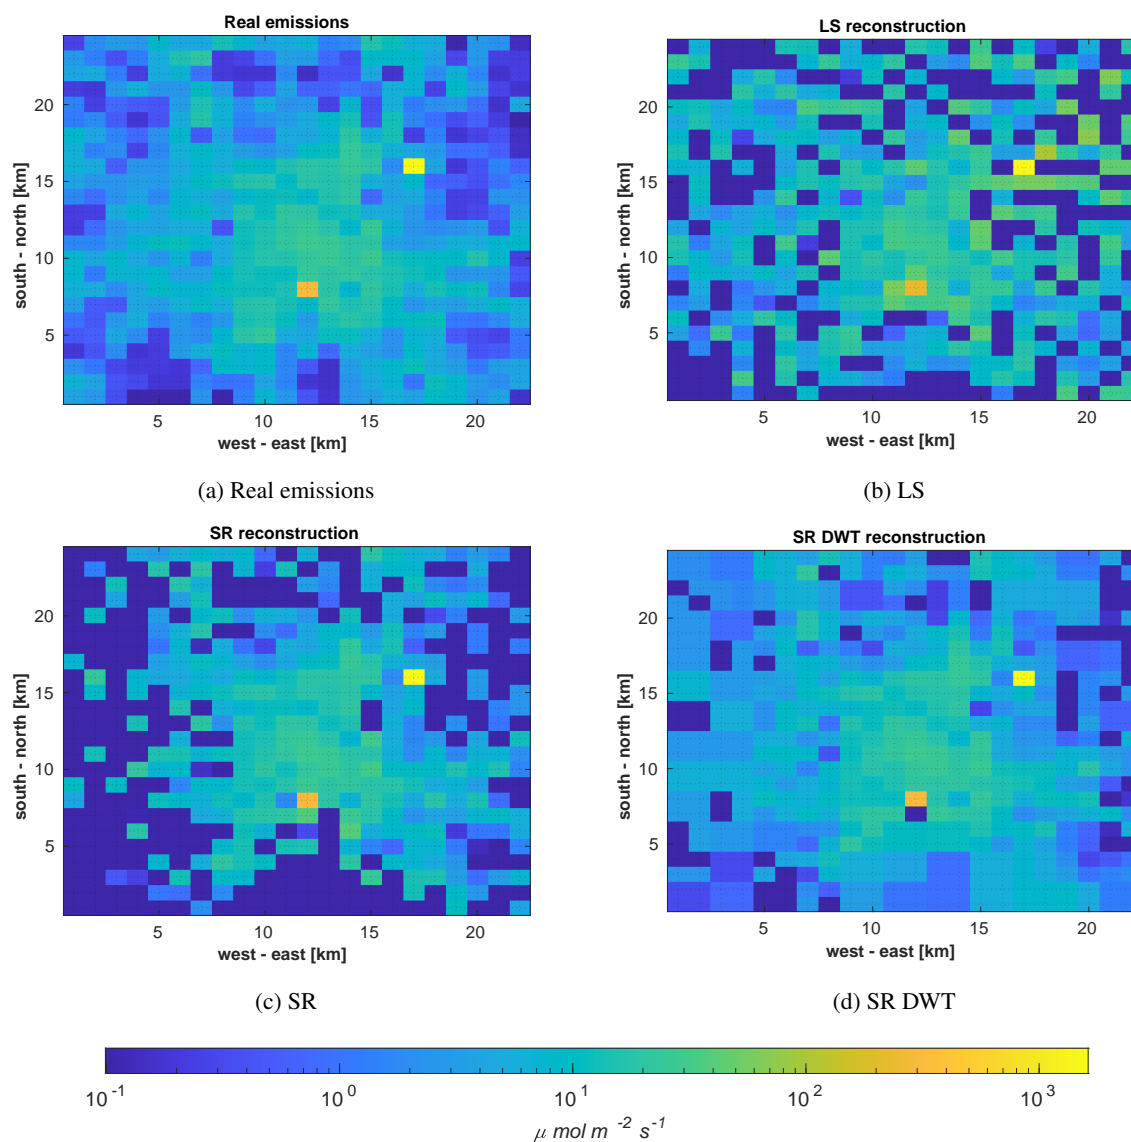 Real emissions
LS reconstruction
south - north [km]
20
15
10
5
5
10
15
20
west - east [km]
south - north [km]
20
15
10
5
5
10
15
20
west - east [km]
(a) Real emissions
(b) LS
SR reconstruction
SR DWT reconstruction
south - north [km]
20
15
10
5
5
10
15
20
west - east [km]
south - north [km]
20
15
10
5
5
10
15
20
west - east [km]
(c) SR
(d) SR DWT
10^-1 10^0 10^1 10^2 10^3
μ mol m^-2 s^-1